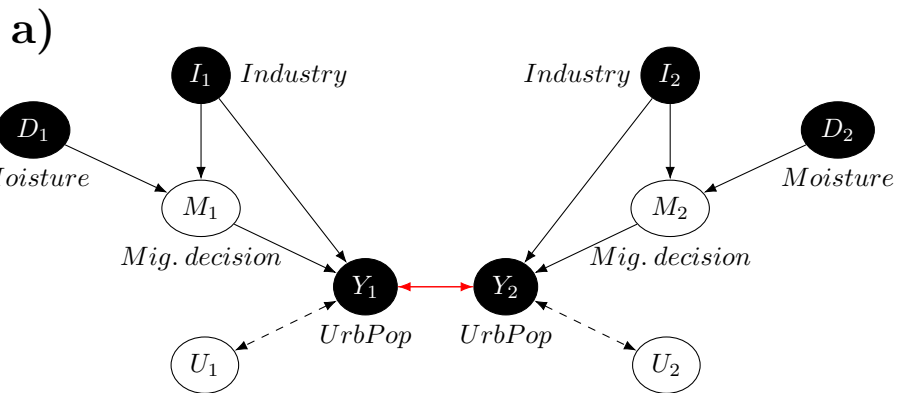 a)
I₁ Industry
Industry I₂
D₁
D₂
Moisture
M₁
M₂
Mig. decision
Mig. decision
Y₁
Y₂
UrbPop
UrbPop
U₁
U₂